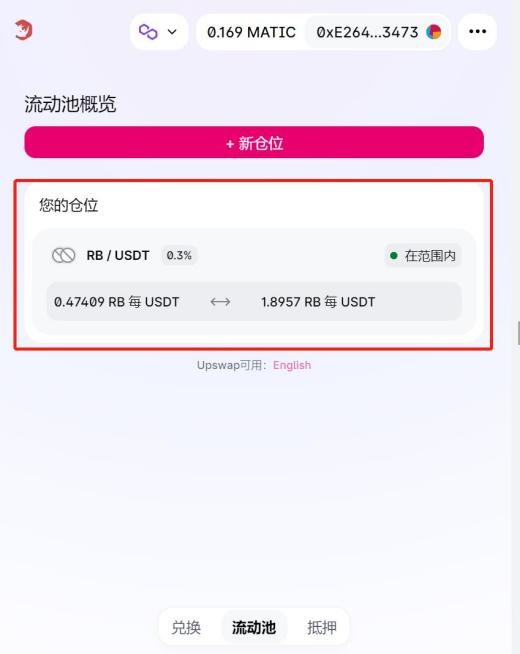 0.169 MATIC 0xE264...3473
流动池概览
+ 新仓位
您的仓位
RB / USDT 0.3% 在范围内
0.47409 RB 每 USDT ⟷ 1.8957 RB 每 USDT
Upswap可用: English
兑换 流动池 抵押